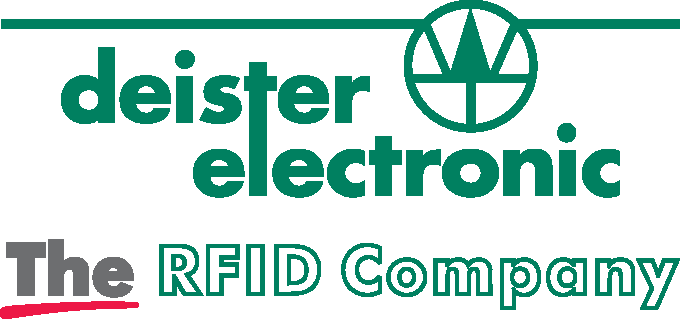 deister
electronic
The RFID Company